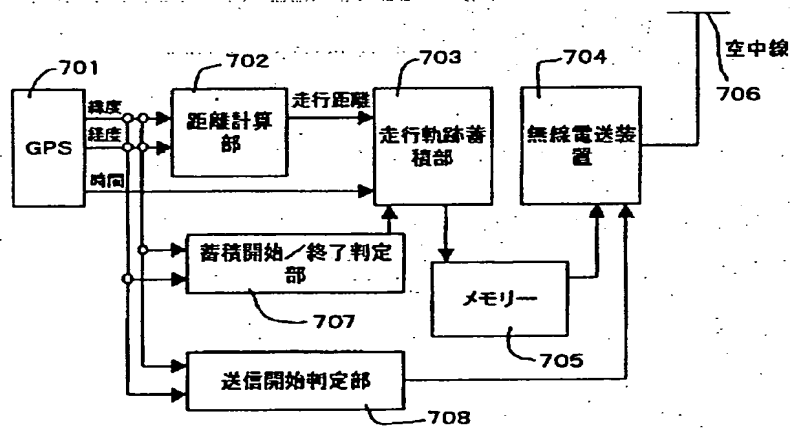 701
702
703
704
空中線
706
緯度
経度
時間
GPS
距離計算
部
走行距離
走行軌跡蓄
積部
無線電送装
置
蓄積開始/終了判定
部
707
メモリー
705
送信開始判定部
708